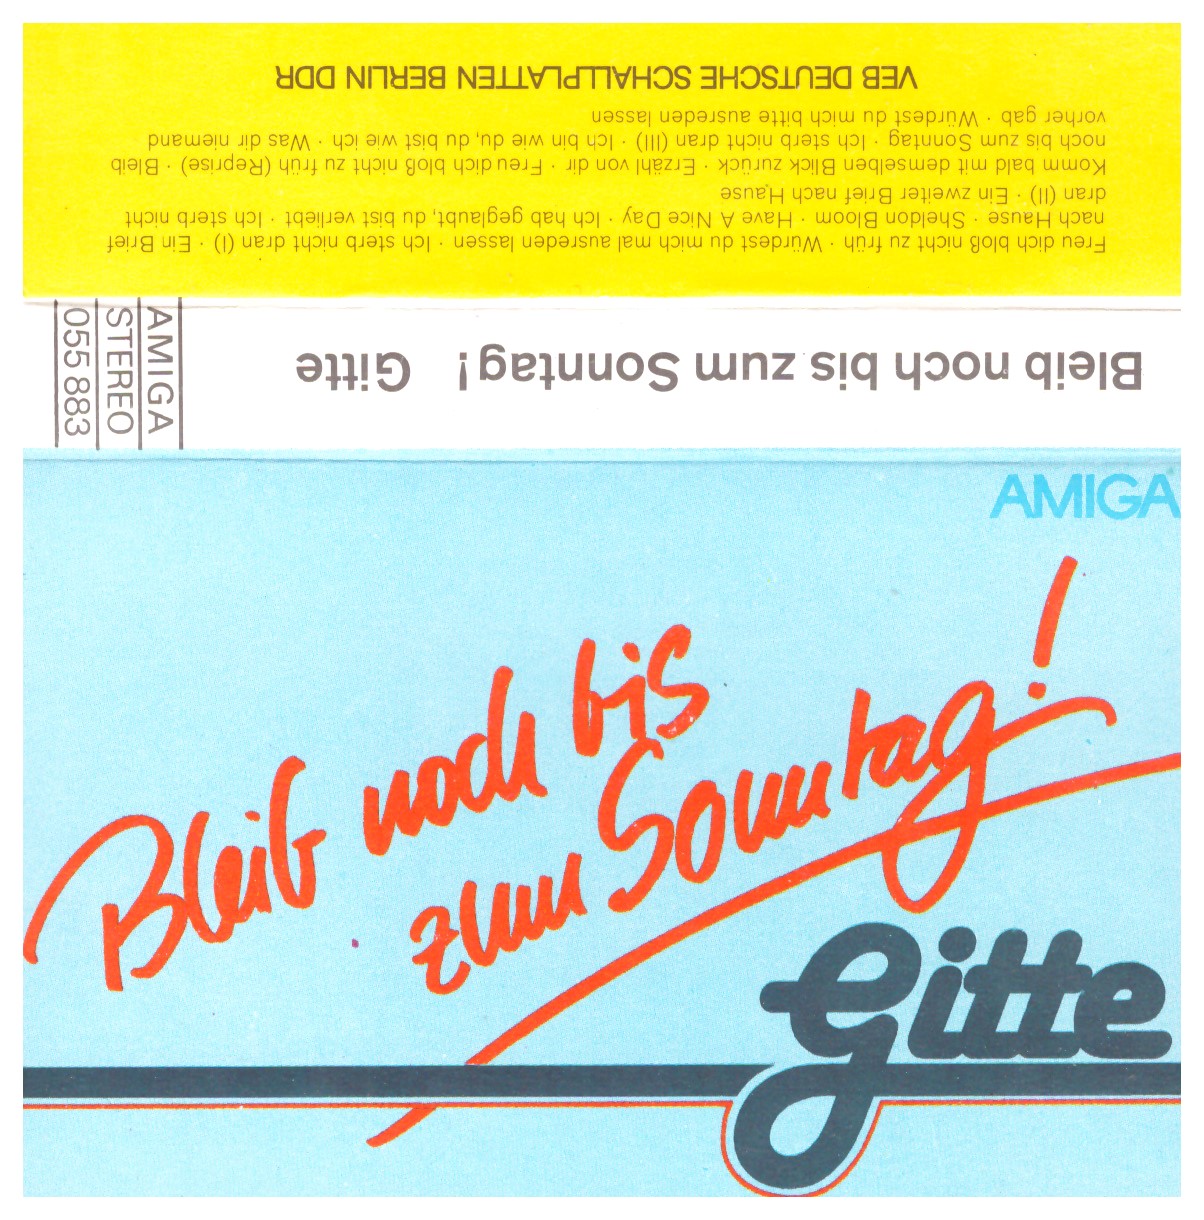 Freu dich bloß nicht zu früh · Würdest du mich mal ausreden lassen · Ich sterb nicht dran (I) · Ein Brief
nach Hause · Sheldon Bloom · Have A Nice Day · Ich hab geglaubt, du bist verliebt · Ich sterb nicht
dran (II) · Ein zweiter Brief nach Hause
Komm bald mit demselben Blick zurück · Erzähl von dir · Freu dich bloß nicht zu früh (Reprise) · Bleib
noch bis zum Sonntag · Ich sterb nicht dran (III) · Ich bin wie du, du bist wie ich · Was dir niemand
vorher gab · Würdest du mich bitte ausreden lassen
VEB DEUTSCHE SCHALLPLATTEN BERLIN DDR
Bleib noch bis zum Sonntag! Gitte
AMIGA
STEREO
055 883
AMIGA
Bleib noch bis
zum Sonntag!
Gitte